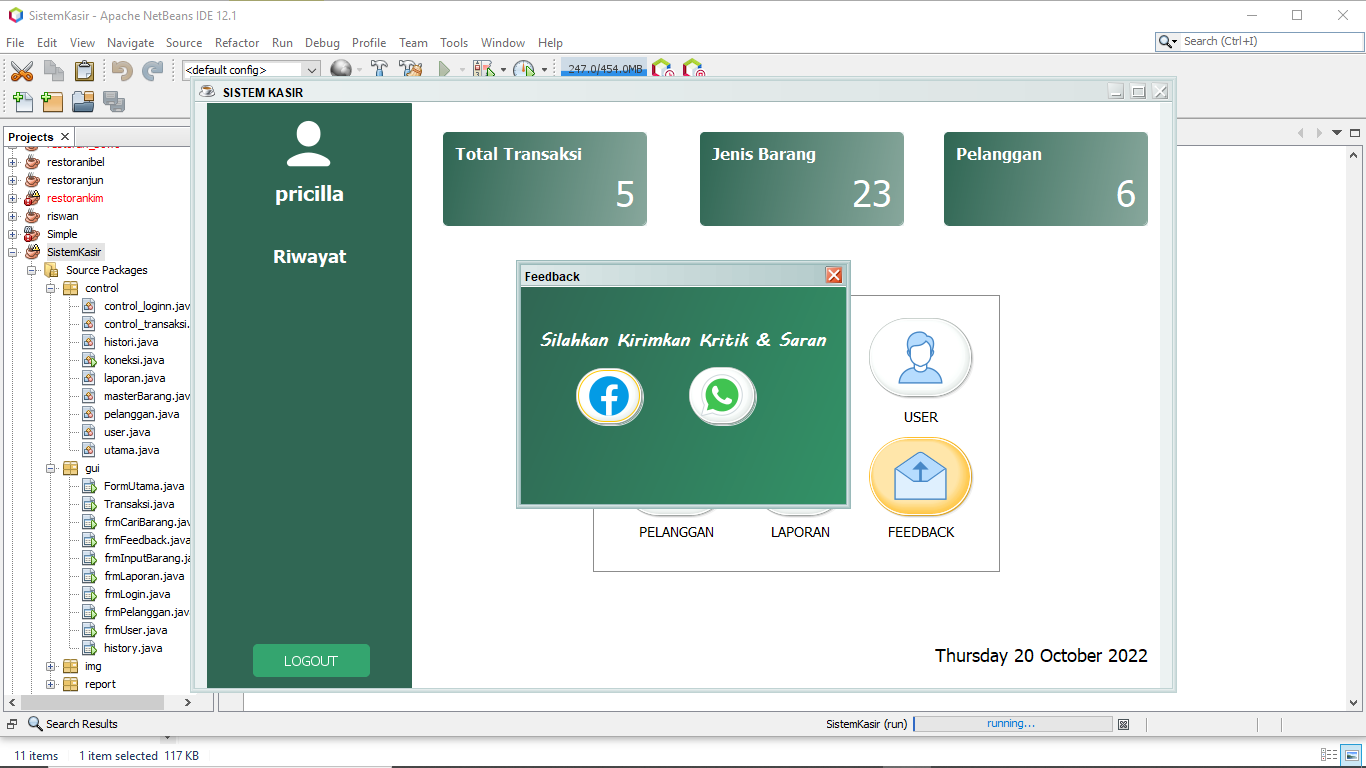 SistemKasir - Apache NetBeans IDE 12.1
File Edit View Navigate Source Refactor Run Debug Profile Team Tools Window Help
Search (Ctrl+I)
<default config>
247.0/454.0MB
SISTEM KASIR
Projects
restoranibel
restoranjun
restorankim
riswan
Simple
SistemKasir
Source Packages
control
control_loginn.java
control_transaksi.
histori.java
koneksi.java
laporan.java
masterBarang.java
pelanggan.java
user.java
utama.java
gui
FormUtama.java
Transaksi.java
frmCariBarang.java
frmFeedback.java
frmInputBarang.java
frmLaporan.java
frmLogin.java
frmPelanggan.java
frmUser.java
history.java
img
report
pricilla
Riwayat
LOGOUT
Total Transaksi
5
Jenis Barang
23
Pelanggan
6
Feedback
Silahkan Kirimkan Kritik & Saran
USER
PELANGGAN
LAPORAN
FEEDBACK
Thursday 20 October 2022
Search Results
SistemKasir (run)
running...
11 items
1 item selected 117 KB